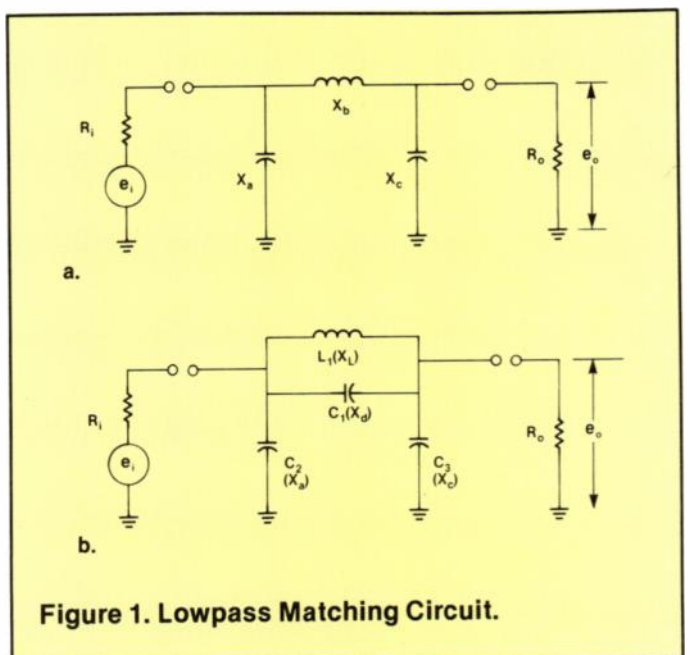 Rᵢ
eᵢ
Xₐ
X_b
X_c
Rₒ
eₒ
a.
Rᵢ
eᵢ
L₁(X_L)
C₁(X_d)
C₂
(Xₐ)
C₃
(X_c)
Rₒ
eₒ
b.
Figure 1. Lowpass Matching Circuit.